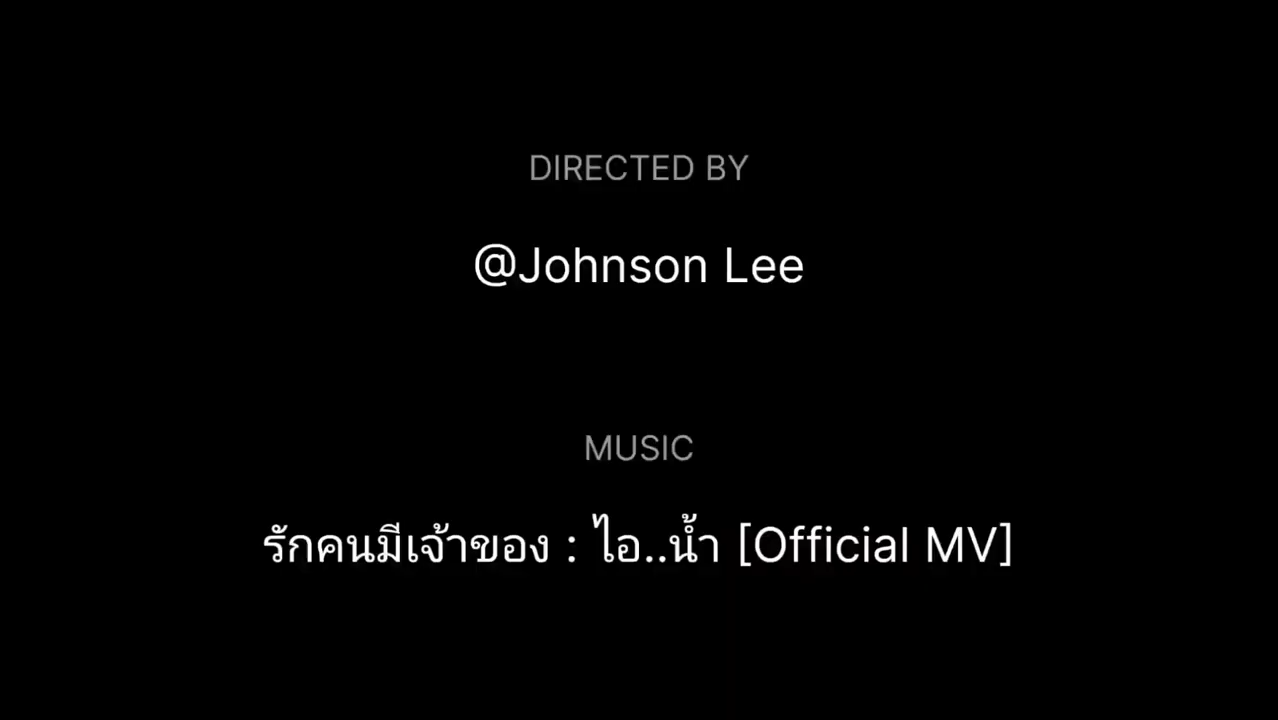 DIRECTED BY
@Johnson Lee
MUSIC
รักคนมีเจ้าของ : ไอ..น้ำ [Official MV]